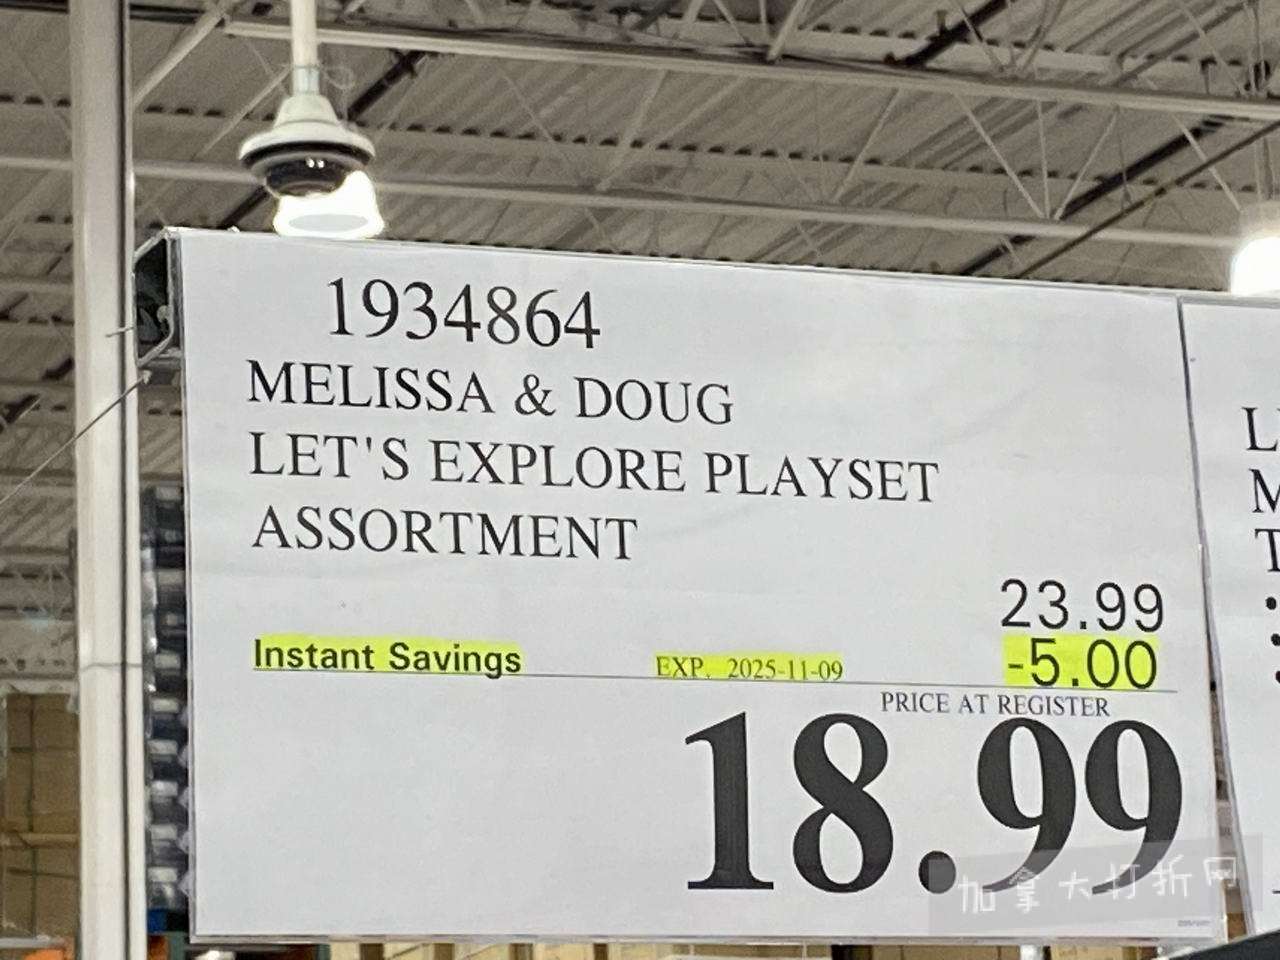 1934864
MELISSA & DOUG
LET'S EXPLORE PLAYSET
ASSORTMENT
23.99
Instant Savings EXP. 2025-11-09 -5.00
PRICE AT REGISTER
18.99
加拿大打折网
L
M
T